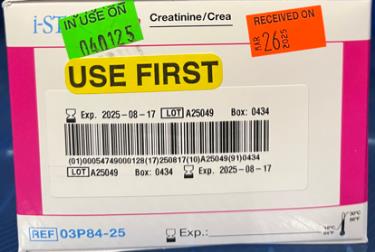 i-ST
IN USE ON
040125
Creatinine/Crea
RECEIVED ON
MAR 26 2025
USE FIRST
Exp. 2025-08-17 LOT A25049 Box: 0434
(01)00054749000128(17)250817(10)A25049(91)0434
LOT A25049 Box: 0434 Exp. 2025-08-17
REF 03P84-25
Exp.:
30°C
86°F